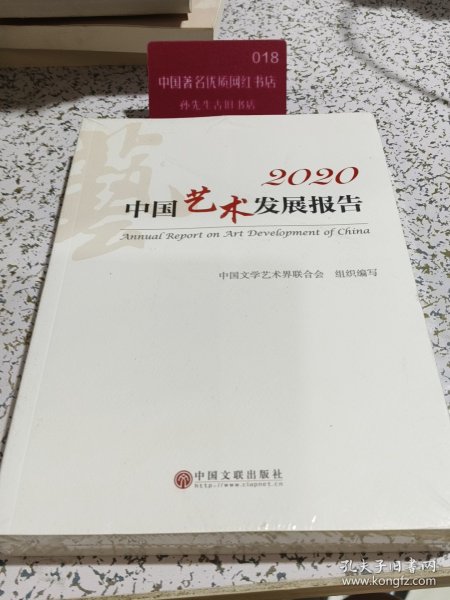 018
中国著名优质网红书店
孙先生古旧书店
藝
2020
中国艺术发展报告
Annual Report on Art Development of China
中国文学艺术界联合会 组织编写
中国文联出版社
http://www.clapnet.cn
孔夫子旧书网
www.kongfz.com